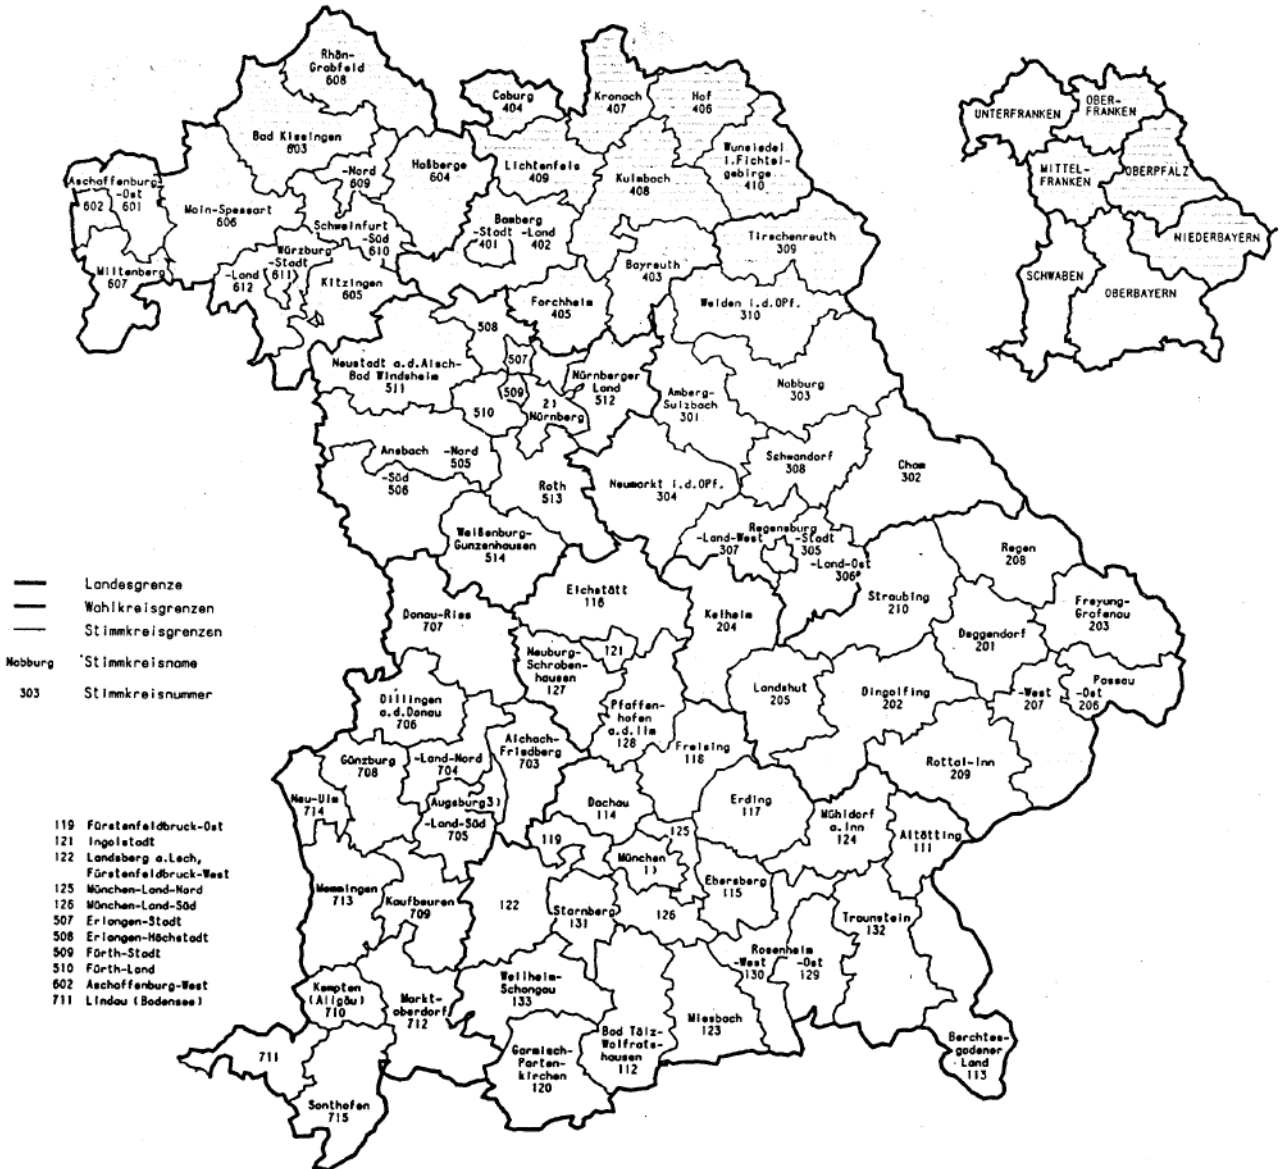 Rhön-
Grabfeld
608
Coburg
404
Kronach
407
Hof
406
Bad Kissingen
603
-Nord
609
Haßberge
604
Lichtenfels
409
Kulmbach
408
Wunsiedel
i.Fichtel-
gebirge
410
Aschaffenburg
-Ost
601
602
Main-Spessart
606
Schweinfurt
-Süd
610
Bamberg
-Stadt
401
-Land
402
Tirschenreuth
309
Miltenberg
607
Würzburg
-Stadt
611
-Land
612
Kitzingen
605
Bayreuth
403
Forchheim
405
Weiden i.d.OPf.
310
508
507
509
510
Neustadt a.d.Aisch-
Bad Windsheim
511
2)
Nürnberg
Nürnberger
Land
512
Amberg-
Sulzbach
301
Nabburg
303
Ansbach
-Nord
505
-Süd
506
Roth
513
Neumarkt i.d.OPf.
304
Schwandorf
308
Cham
302
Weißenburg-
Gunzenhausen
514
Regensburg
-Land-West
307
-Stadt
305
-Land-Ost
306
Regen
208
Eichstätt
116
Kelheim
204
Straubing
210
Freyung-
Grafenau
203
Deggendorf
201
Donau-Ries
707
Neuburg-
Schroben-
hausen
127
121
Landshut
205
Dingolfing
202
-West
207
Passau
-Ost
206
Dillingen
a.d.Donau
706
Pfaffen-
hofen
a.d.Ilm
128
Freising
118
Rottal-Inn
209
Günzburg
708
-Land-Nord
704
Aichach-
Friedberg
703
Neu-Ulm
714
Augsburg3)
-Land-Süd
705
Dachau
114
Erding
117
Mühldorf
a.Inn
124
Altötting
111
119
125
München
1)
Ebersberg
115
Memmingen
713
Kaufbeuren
709
122
Starnberg
131
126
Traunstein
132
Rosenheim
-West
130
-Ost
129
Kempten
(Allgäu)
710
Markt-
oberdorf
712
Weilheim-
Schongau
133
Miesbach
123
Bad Tölz-
Wolfrats-
hausen
112
Garmisch-
Parten-
kirchen
120
Berchtes-
gadener
Land
113
711
Sonthofen
715
UNTERFRANKEN
OBER-
FRANKEN
MITTEL-
FRANKEN
OBERPFALZ
NIEDERBAYERN
SCHWABEN
OBERBAYERN
Landesgrenze
Wahlkreisgrenzen
Stimmkreisgrenzen
Nabburg Stimmkreisname
303 Stimmkreisnummer
119 Fürstenfeldbruck-Ost
121 Ingolstadt
122 Landsberg a.Lech,
Fürstenfeldbruck-West
125 München-Land-Nord
126 München-Land-Süd
507 Erlangen-Stadt
508 Erlangen-Höchstadt
509 Fürth-Stadt
510 Fürth-Land
602 Aschaffenburg-West
711 Lindau (Bodensee)